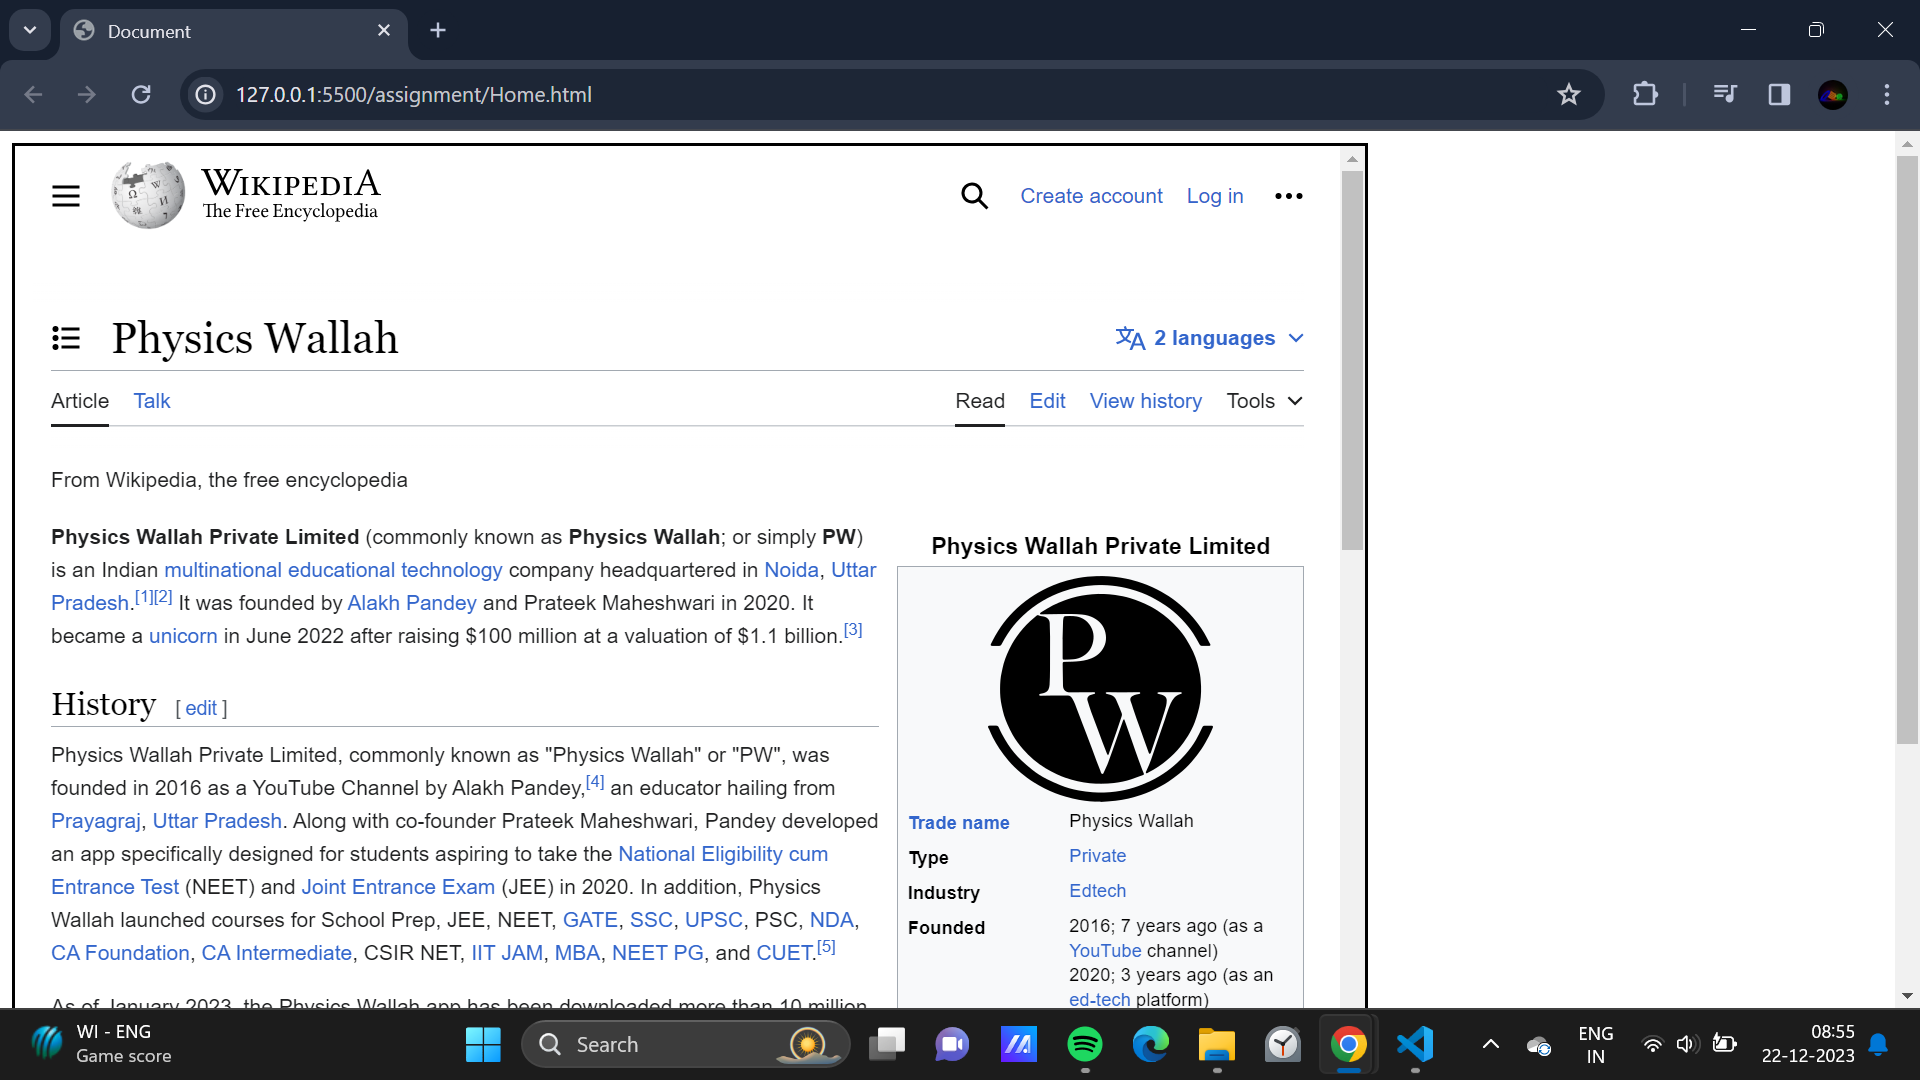 Document
127.0.0.1:5500/assignment/Home.html
WIKIPEDIA
The Free Encyclopedia
Create account Log in
Physics Wallah
2 languages
Article Talk Read Edit View history Tools
From Wikipedia, the free encyclopedia
Physics Wallah Private Limited (commonly known as Physics Wallah; or simply PW)
is an Indian multinational educational technology company headquartered in Noida, Uttar
Pradesh.[1][2] It was founded by Alakh Pandey and Prateek Maheshwari in 2020. It
became a unicorn in June 2022 after raising $100 million at a valuation of $1.1 billion.[3]
History [ edit ]
Physics Wallah Private Limited, commonly known as "Physics Wallah" or "PW", was
founded in 2016 as a YouTube Channel by Alakh Pandey,[4] an educator hailing from
Prayagraj, Uttar Pradesh. Along with co-founder Prateek Maheshwari, Pandey developed
an app specifically designed for students aspiring to take the National Eligibility cum
Entrance Test (NEET) and Joint Entrance Exam (JEE) in 2020. In addition, Physics
Wallah launched courses for School Prep, JEE, NEET, GATE, SSC, UPSC, PSC, NDA,
CA Foundation, CA Intermediate, CSIR NET, IIT JAM, MBA, NEET PG, and CUET.[5]
As of January 2023, the Physics Wallah app has been downloaded more than 10 million
Physics Wallah Private Limited
P
W
Trade name Physics Wallah
Type Private
Industry Edtech
Founded 2016; 7 years ago (as a
YouTube channel)
2020; 3 years ago (as an
ed-tech platform)
WI - ENG
Game score
Search
ENG
IN
08:55
22-12-2023